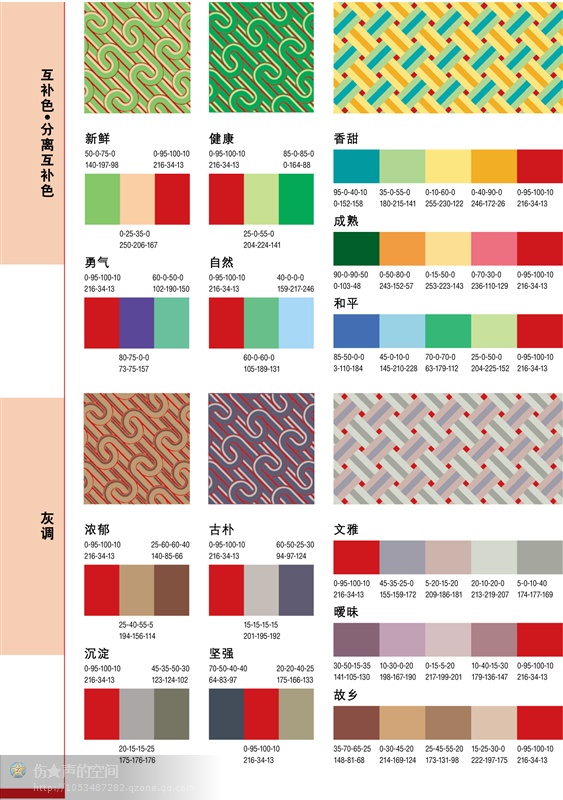 互补色•分离互补色
新鲜
50-0-75-0 0-95-100-10
140-197-98 216-34-13
0-25-35-0
250-206-167
健康
0-95-100-10 85-0-85-0
216-34-13 0-164-88
25-0-55-0
204-224-141
香甜
95-0-40-10 35-0-55-0 0-10-60-0 0-40-90-0 0-95-100-10
0-152-158 180-215-141 255-230-122 246-172-26 216-34-13
成熟
90-0-90-50 0-50-80-0 0-15-50-0 0-70-30-0 0-95-100-10
0-103-48 243-152-57 253-223-143 236-110-129 216-34-13
勇气
0-95-100-10 60-0-50-0
216-34-13 102-190-150
80-75-0-0
73-75-157
自然
0-95-100-10 40-0-0-0
216-34-13 159-217-246
60-0-60-0
105-189-131
和平
85-50-0-0 45-0-10-0 70-0-70-0 25-0-50-0 0-95-100-10
3-110-184 145-210-228 63-179-112 204-225-152 216-34-13
灰调
浓郁
0-95-100-10 25-60-60-40
216-34-13 140-85-66
25-40-55-5
194-156-114
古朴
0-95-100-10 60-50-25-30
216-34-13 94-97-124
15-15-15-15
201-195-192
文雅
0-95-100-10 45-35-25-0 5-20-15-20 20-10-20-0 5-0-10-40
216-34-13 155-159-172 209-186-181 213-219-207 174-177-169
暧昧
30-50-15-35 10-30-0-20 0-15-5-20 10-40-15-30 0-95-100-10
141-105-130 198-167-190 217-199-201 179-136-147 216-34-13
沉淀
0-95-100-10 45-35-50-30
216-34-13 123-124-102
20-15-15-25
175-176-176
坚强
70-50-40-40 20-20-40-25
64-83-97 175-166-133
0-95-100-10
216-34-13
故乡
35-70-65-25 0-30-45-20 25-45-55-20 15-25-30-0 0-95-100-10
148-81-68 214-169-124 173-131-98 222-197-175 216-34-13
伤★声的空间
http://1053487282.qzone.qq.com